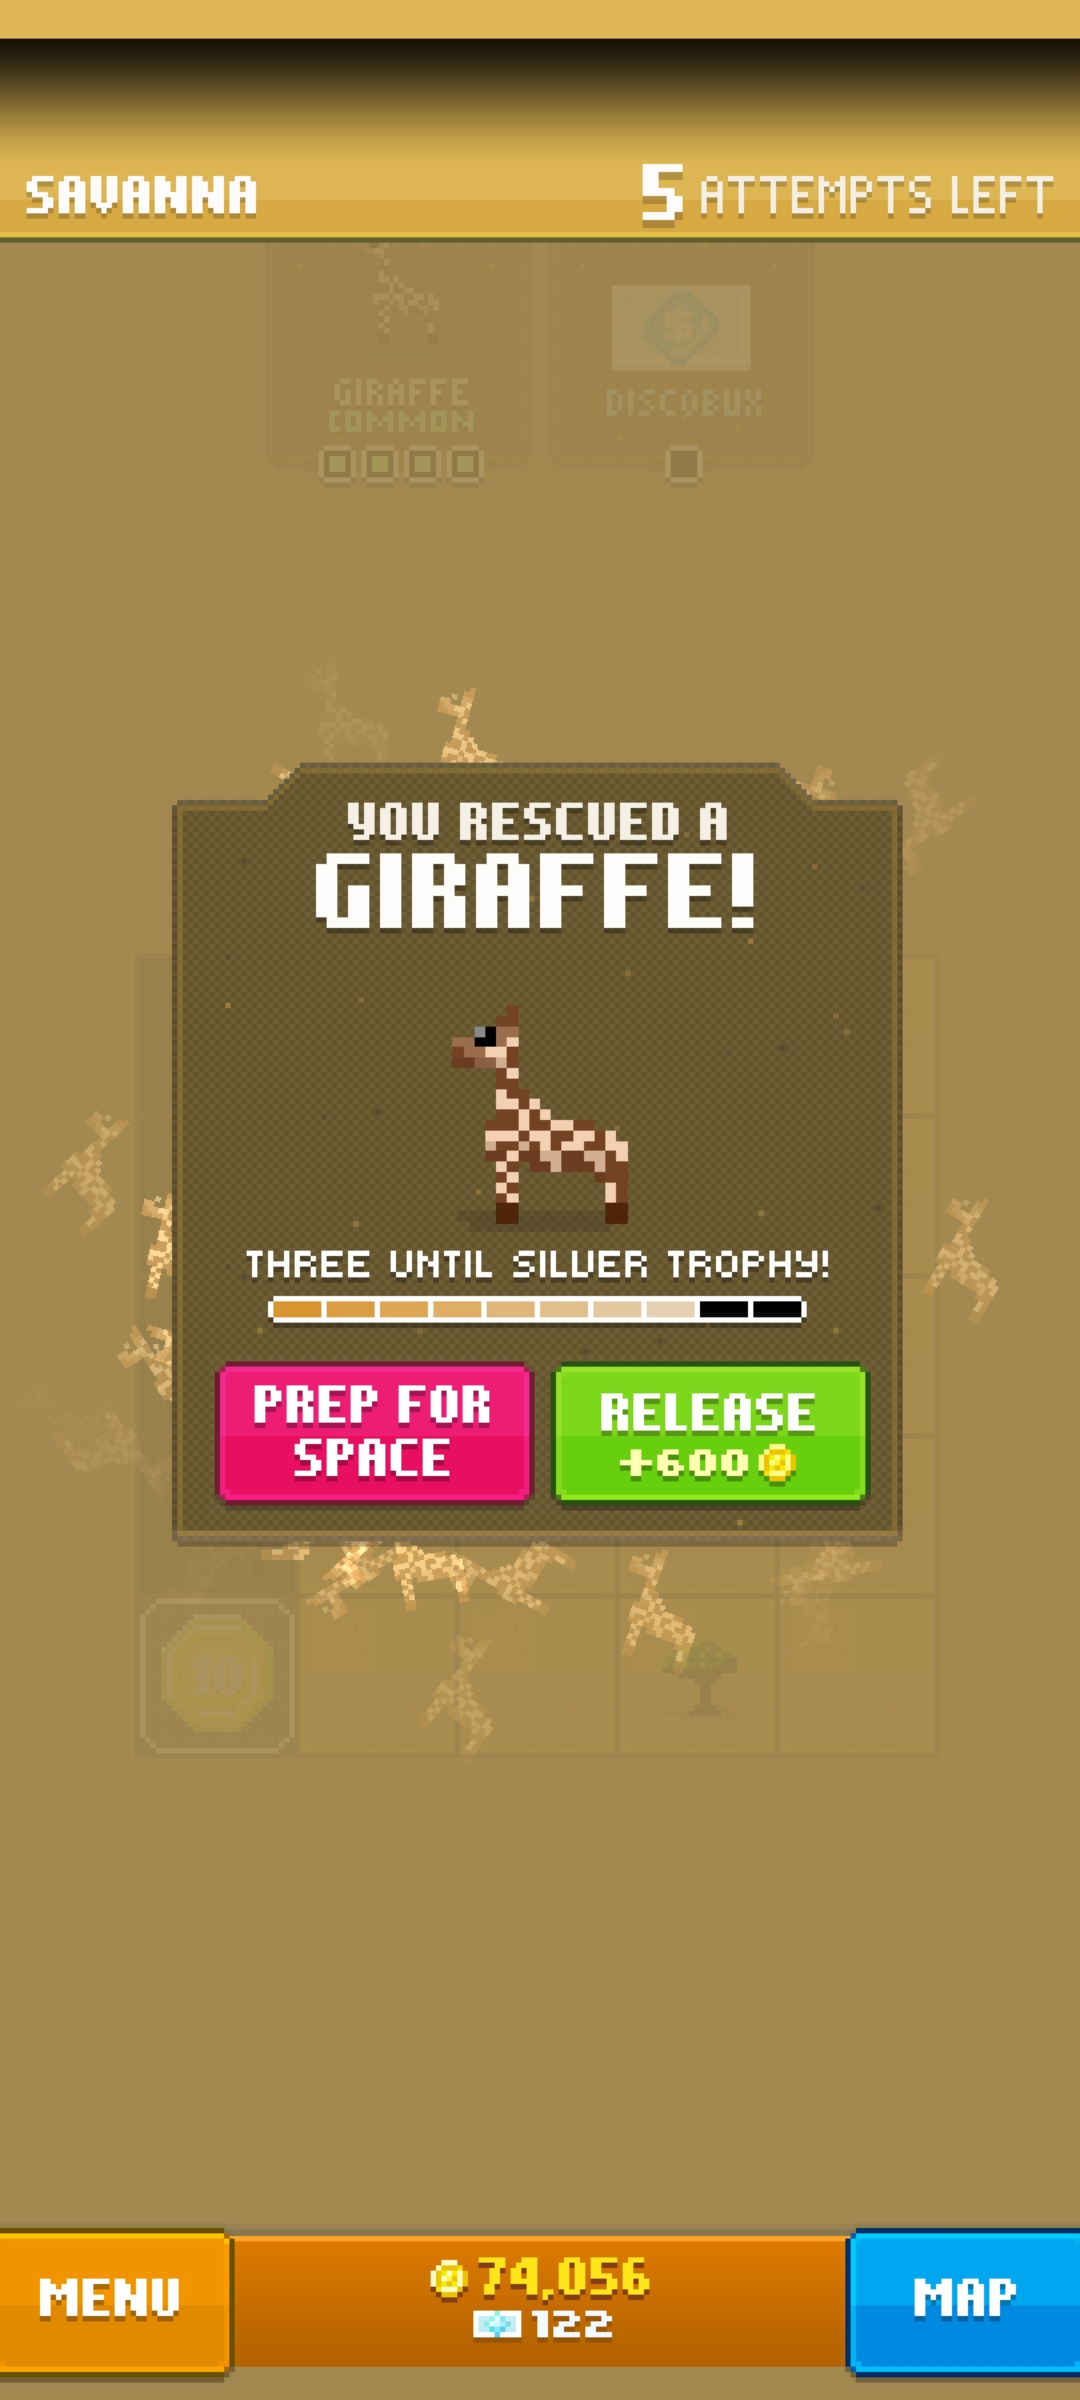 SAVANNA
5 ATTEMPTS LEFT
GIRAFFE
COMMON
DISCOBUX
YOU RESCUED A
GIRAFFE!
THREE UNTIL SILVER TROPHY!
PREP FOR
SPACE
RELEASE
+600
10
MENU
74,056
122
MAP